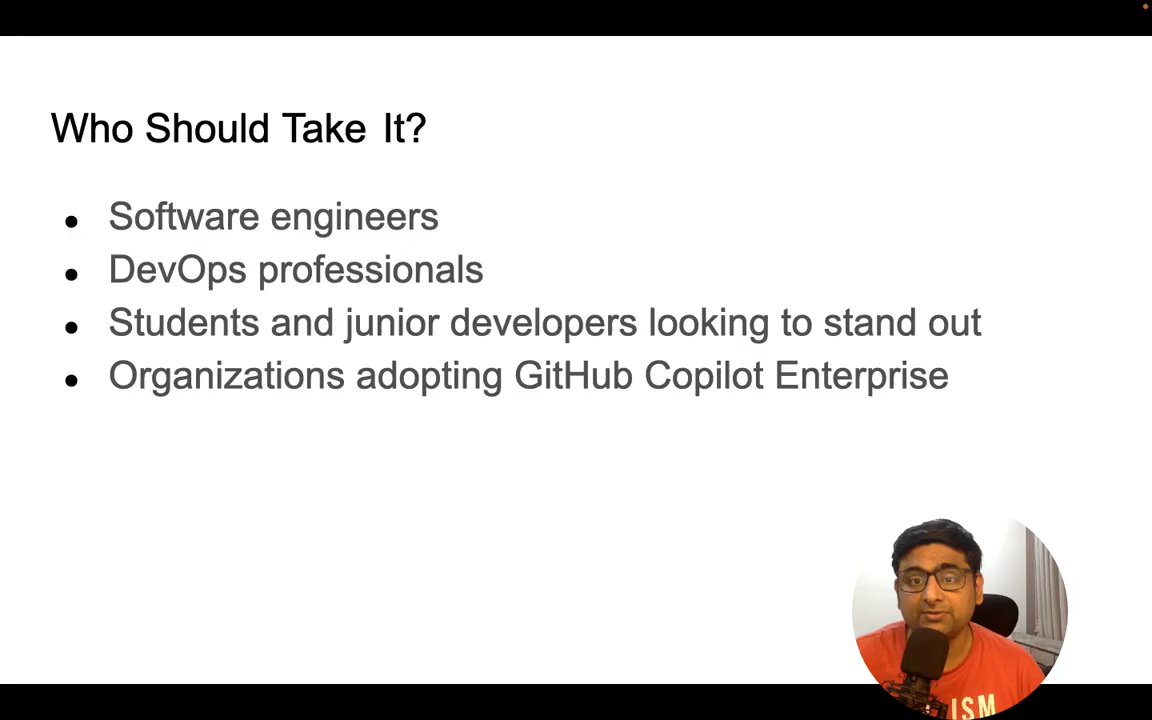 Who Should Take It?
Software engineers
DevOps professionals
Students and junior developers looking to stand out
Organizations adopting GitHub Copilot Enterprise
ISM